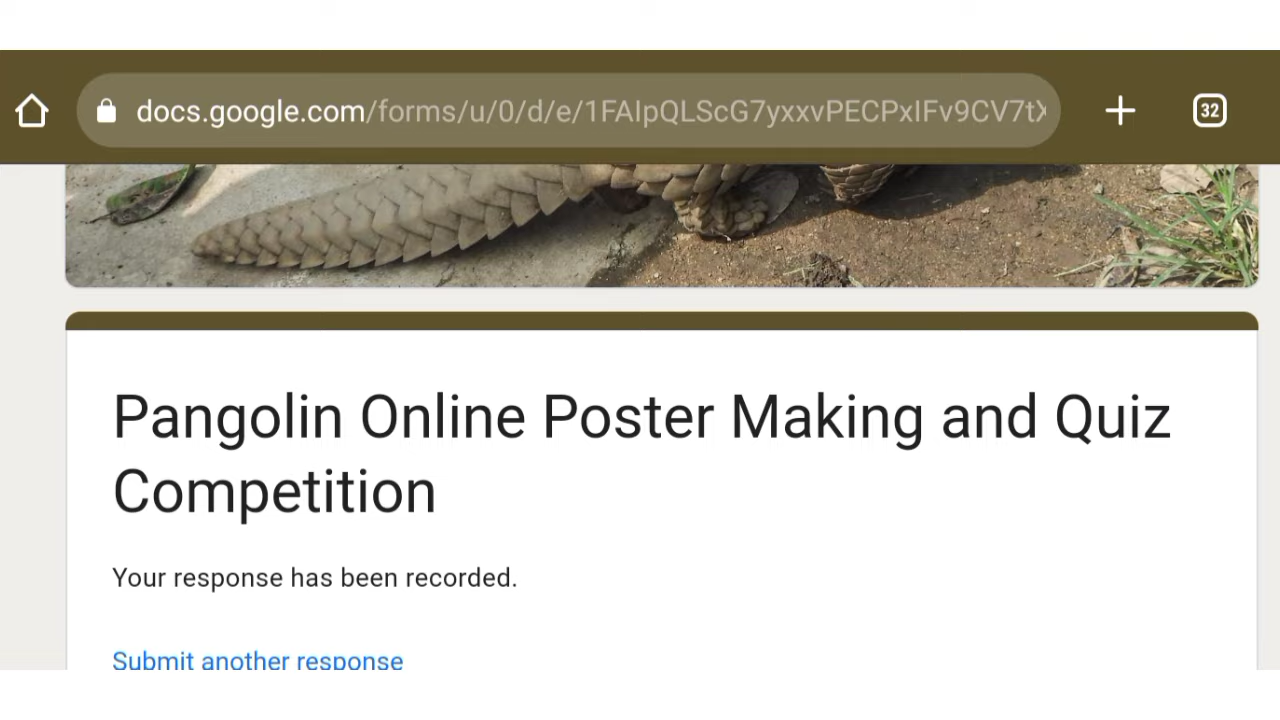 docs.google.com/forms/u/0/d/e/1FAIpQLScG7yxxvPECPxIFv9CV7tX
32
Pangolin Online Poster Making and Quiz
Competition
Your response has been recorded.
Submit another response